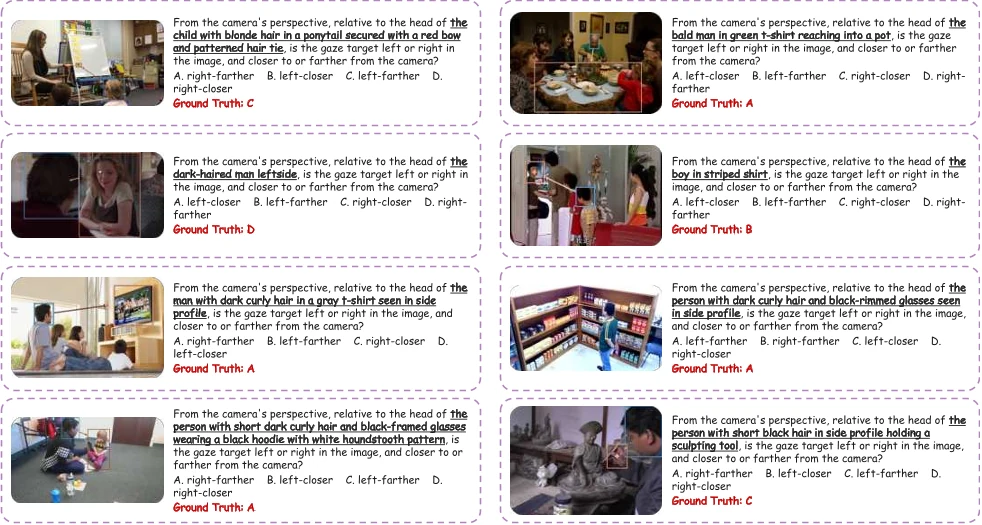 From the camera's perspective, relative to the head of the
child with blonde hair in a ponytail secured with a red bow
and patterned hair tie, is the gaze target left or right in
the image, and closer to or farther from the camera?
A. right-farther B. left-closer C. left-farther D.
right-closer
Ground Truth: C
From the camera's perspective, relative to the head of the
bald man in green t-shirt reaching into a pot, is the gaze
target left or right in the image, and closer to or farther
from the camera?
A. left-closer B. left-farther C. right-closer D. right-
farther
Ground Truth: A
From the camera's perspective, relative to the head of the
dark-haired man leftside, is the gaze target left or right in
the image, and closer to or farther from the camera?
A. left-closer B. left-farther C. right-closer D. right-
farther
Ground Truth: D
From the camera's perspective, relative to the head of the
boy in striped shirt, is the gaze target left or right in the
image, and closer to or farther from the camera?
A. left-closer B. left-farther C. right-closer D. right-
farther
Ground Truth: B
From the camera's perspective, relative to the head of the
man with dark curly hair in a gray t-shirt seen in side
profile, is the gaze target left or right in the image, and
closer to or farther from the camera?
A. right-farther B. left-farther C. right-closer D.
left-closer
Ground Truth: A
From the camera's perspective, relative to the head of the
person with dark curly hair and black-rimmed glasses seen
in side profile, is the gaze target left or right in the image,
and closer to or farther from the camera?
A. left-farther B. right-farther C. left-closer D.
right-closer
Ground Truth: A
From the camera's perspective, relative to the head of the
person with short dark curly hair and black-framed glasses
wearing a black hoodie with white houndstooth pattern, is
the gaze target left or right in the image, and closer to or
farther from the camera?
A. right-farther B. left-closer C. left-farther D.
right-closer
Ground Truth: A
From the camera's perspective, relative to the head of the
person with short black hair in side profile holding a
sculpting tool, is the gaze target left or right in the image,
and closer to or farther from the camera?
A. right-farther B. left-closer C. left-farther D.
right-closer
Ground Truth: C